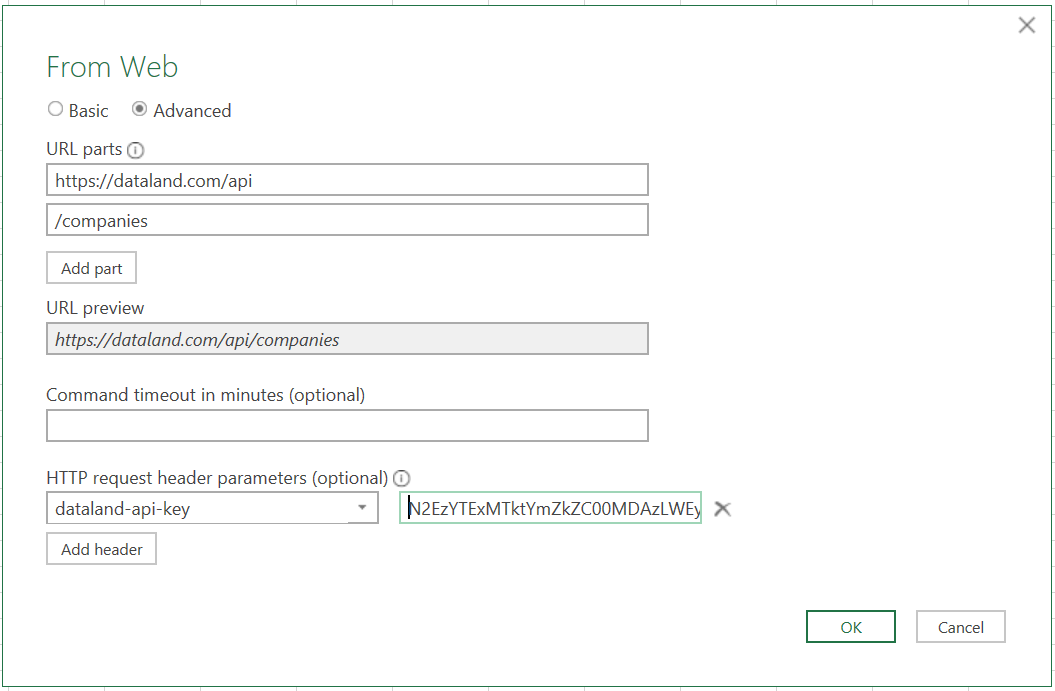 From Web
Basic Advanced
URL parts
https://dataland.com/api
/companies
Add part
URL preview
https://dataland.com/api/companies
Command timeout in minutes (optional)
HTTP request header parameters (optional)
dataland-api-key N2EzYTExMTktYmZkZC00MDAzLWEy
Add header
OK Cancel